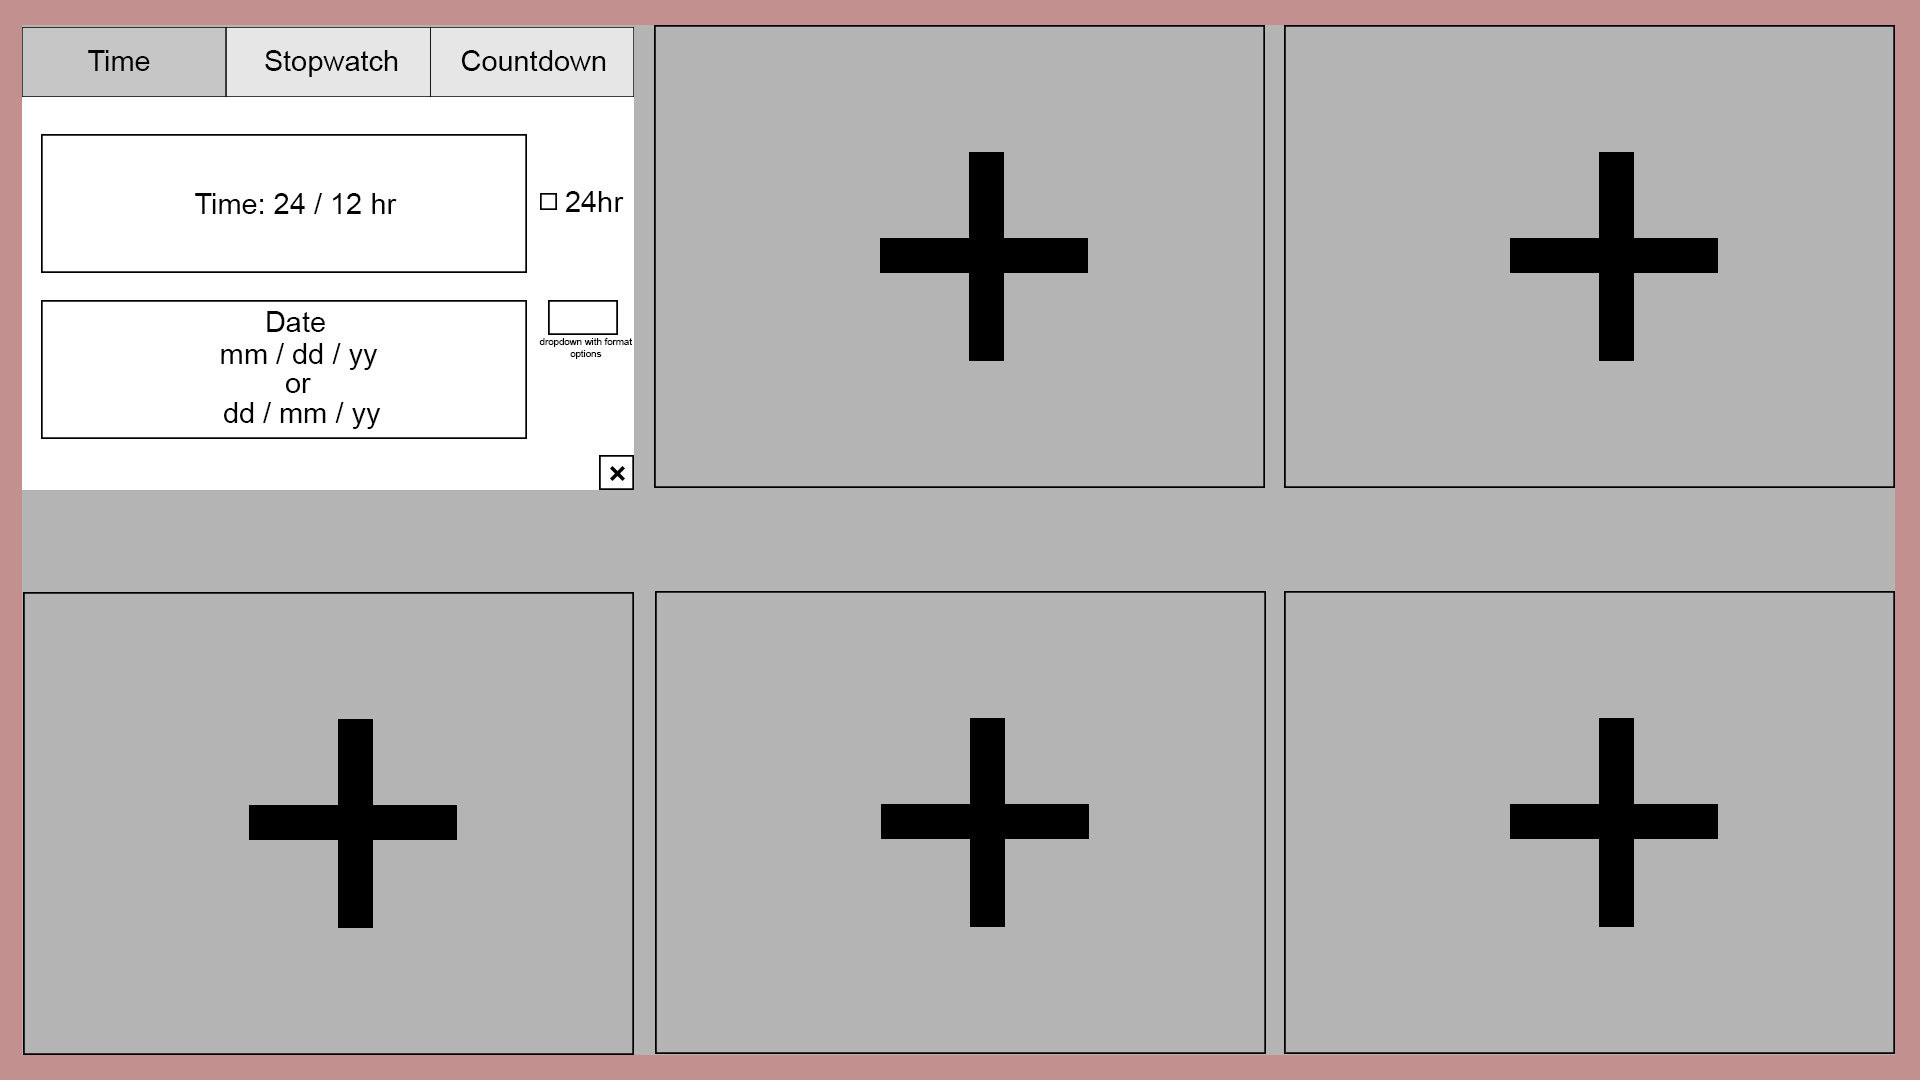 Time
Stopwatch
Countdown
Time: 24 / 12 hr
24hr
Date
mm / dd / yy
or
dd / mm / yy
dropdown with format
options